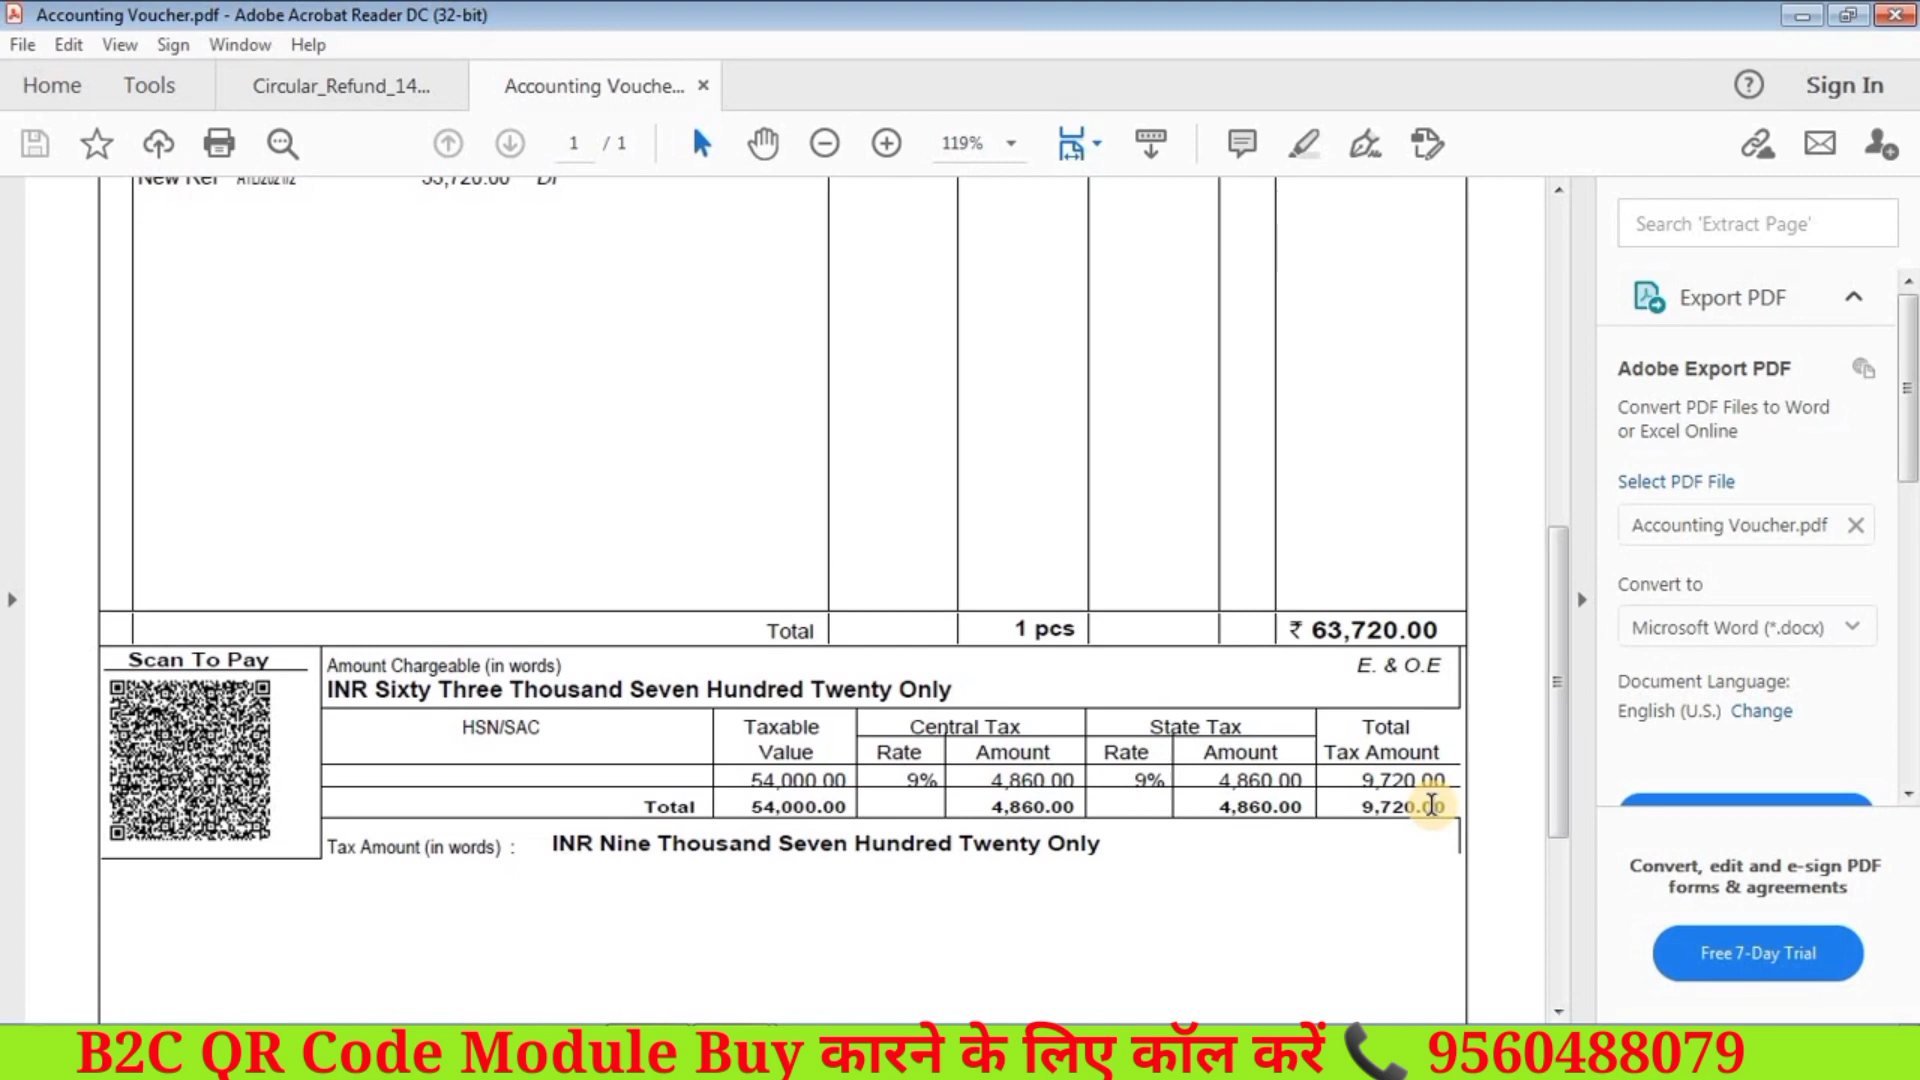 Accounting Voucher.pdf - Adobe Acrobat Reader DC (32-bit)
File Edit View Sign Window Help
Home Tools Circular_Refund_14... Accounting Vouche... × ? Sign In
1 / 1 119%
New Ref
Search 'Extract Page'
Export PDF
Adobe Export PDF
Convert PDF Files to Word
or Excel Online
Select PDF File
Accounting Voucher.pdf
Convert to
Microsoft Word (*.docx)
Document Language:
English (U.S.) Change
Convert, edit and e-sign PDF
forms & agreements
Free 7-Day Trial
Total 1 pcs ₹ 63,720.00
Scan To Pay
Amount Chargeable (in words) E. & O.E
INR Sixty Three Thousand Seven Hundred Twenty Only
HSN/SAC Taxable Central Tax State Tax Total
Value Rate Amount Rate Amount Tax Amount
54,000.00 9% 4,860.00 9% 4,860.00 9,720.00
Total 54,000.00 4,860.00 4,860.00 9,720.00
Tax Amount (in words) : INR Nine Thousand Seven Hundred Twenty Only
B2C QR Code Module Buy कारने के लिए कॉल करें 📞 9560488079